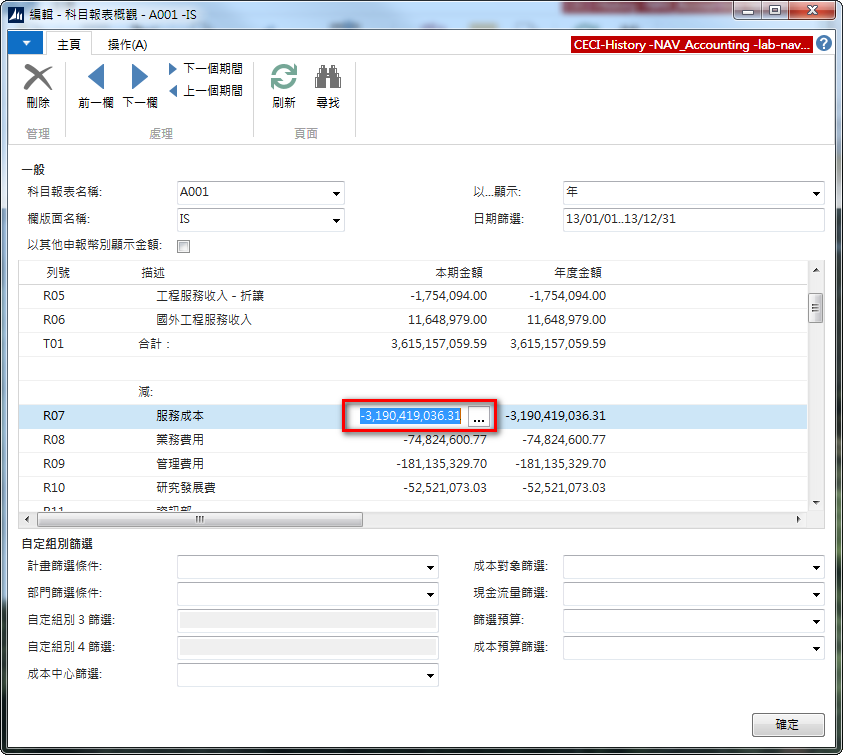 編輯 - 科目報表概觀 - A001 -IS
主頁 操作(A) CECI-History -NAV_Accounting -lab-nav... ?
刪除 前一欄 下一欄 下一個期間 上一個期間 刷新 尋找
管理 處理 頁面
一般
科目報表名稱: A001 以...顯示: 年
欄版面名稱: IS 日期篩選: 13/01/01..13/12/31
以其他申報幣別顯示金額:
列號 描述 本期金額 年度金額
R05 工程服務收入 - 折讓 -1,754,094.00 -1,754,094.00
R06 國外工程服務收入 11,648,979.00 11,648,979.00
T01 合計： 3,615,157,059.59 3,615,157,059.59
減:
R07 服務成本 -3,190,419,036.31 ... -3,190,419,036.31
R08 業務費用 -74,824,600.77 -74,824,600.77
R09 管理費用 -181,135,329.70 -181,135,329.70
R10 研究發展費 -52,521,073.03 -52,521,073.03
R11 資訊部
自定組別篩選
計畫篩選條件: 成本對象篩選:
部門篩選條件: 現金流量篩選:
自定組別 3 篩選: 篩選預算:
自定組別 4 篩選: 成本預算篩選:
成本中心篩選:
確定